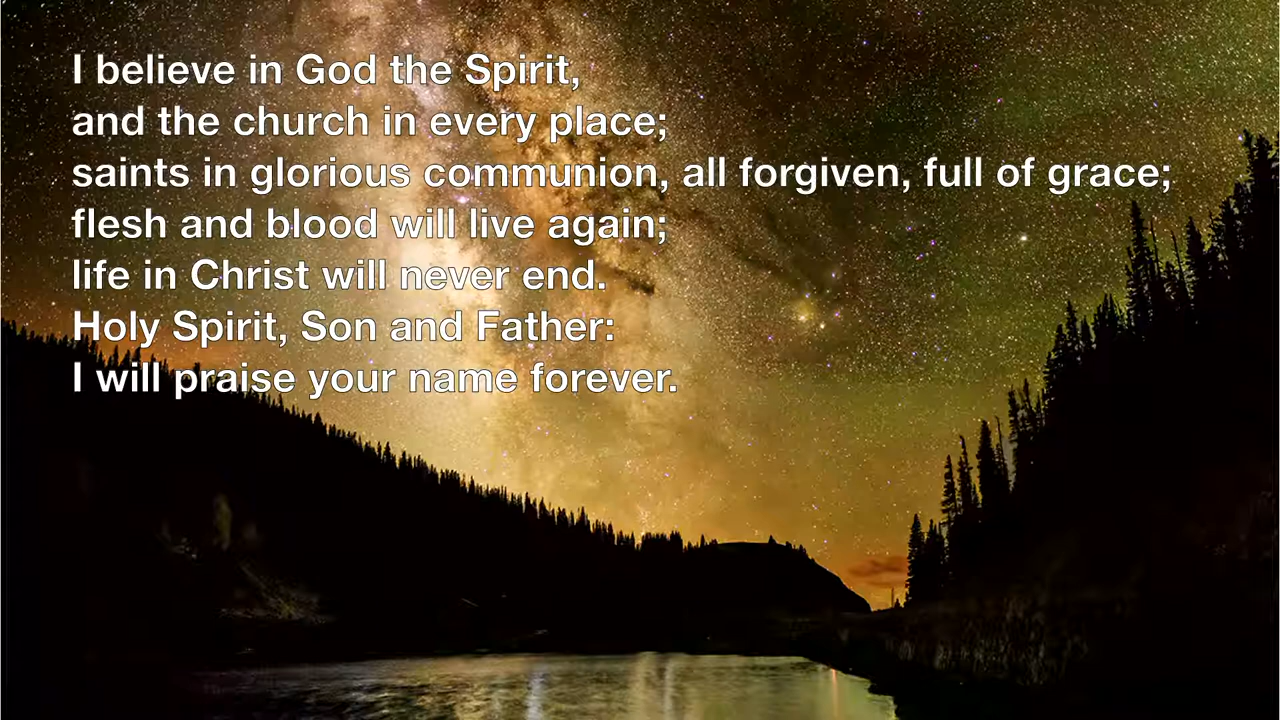 I believe in God the Spirit,
and the church in every place;
saints in glorious communion, all forgiven, full of grace;
flesh and blood will live again;
life in Christ will never end.
Holy Spirit, Son and Father:
I will praise your name forever.